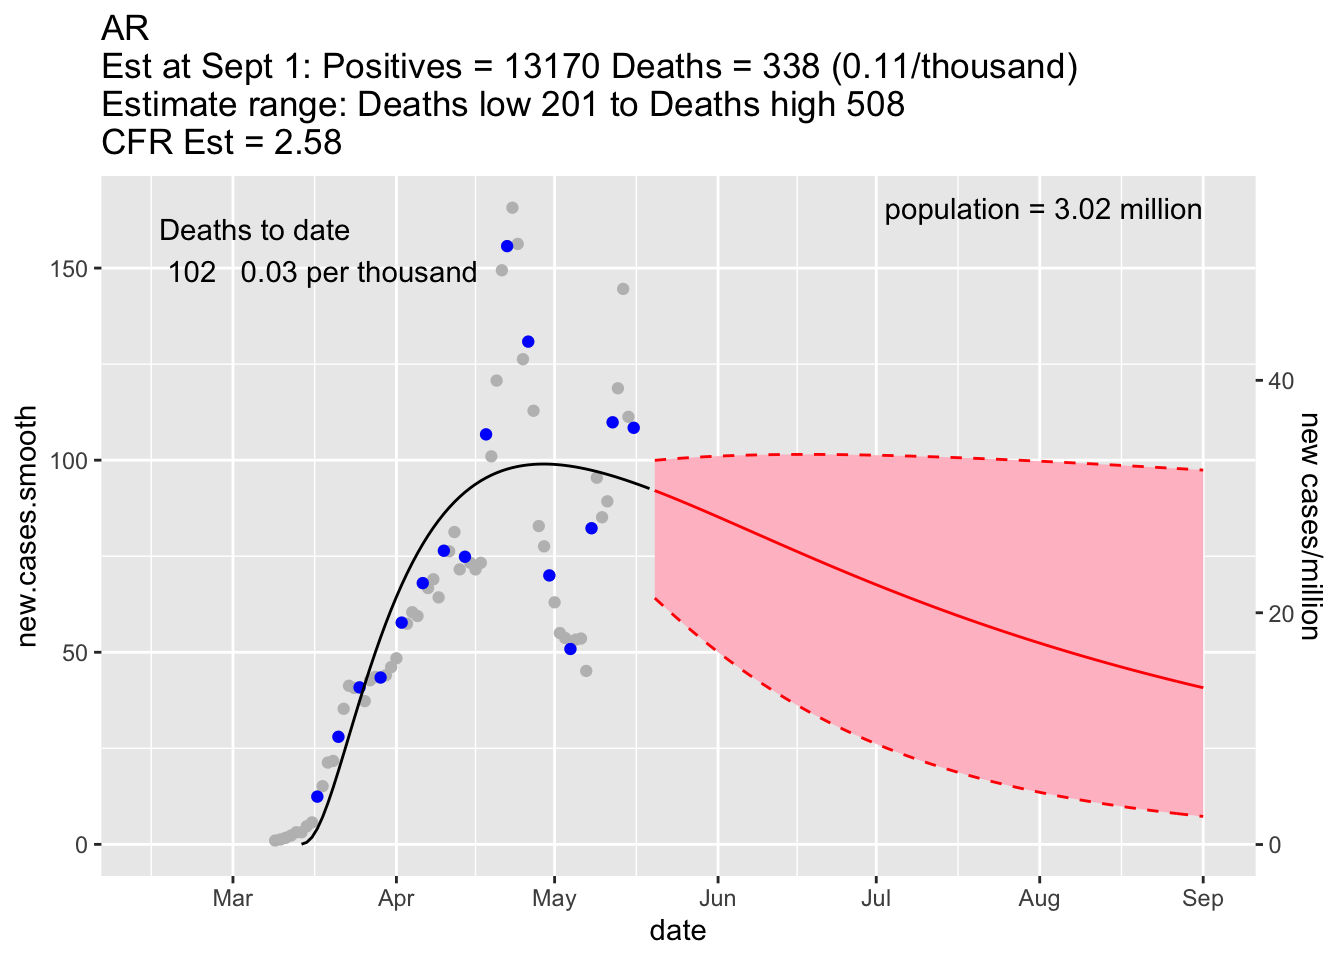 AR
Est at Sept 1: Positives = 13170 Deaths = 338 (0.11/thousand)
Estimate range: Deaths low 201 to Deaths high 508
CFR Est = 2.58
Deaths to date
102 0.03 per thousand
population = 3.02 million
new.cases.smooth
150
100
50
0
40
20
0
new cases/million
Mar Apr May Jun Jul Aug Sep
date